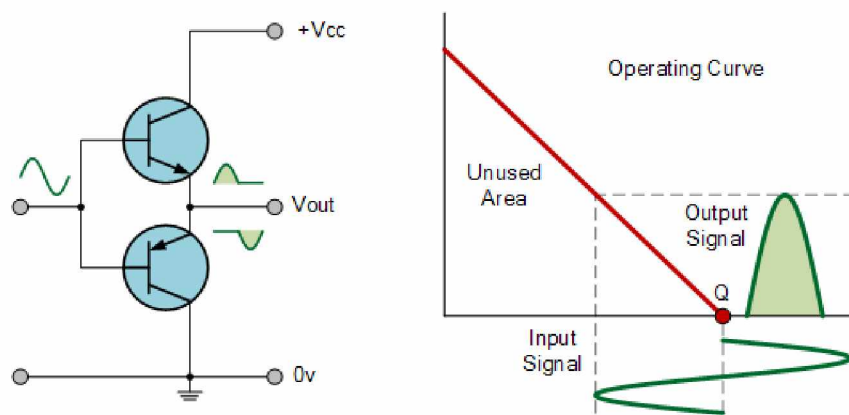 +Vcc
Vout
0v
Operating Curve
Unused
Area
Output
Signal
Q
Input
Signal